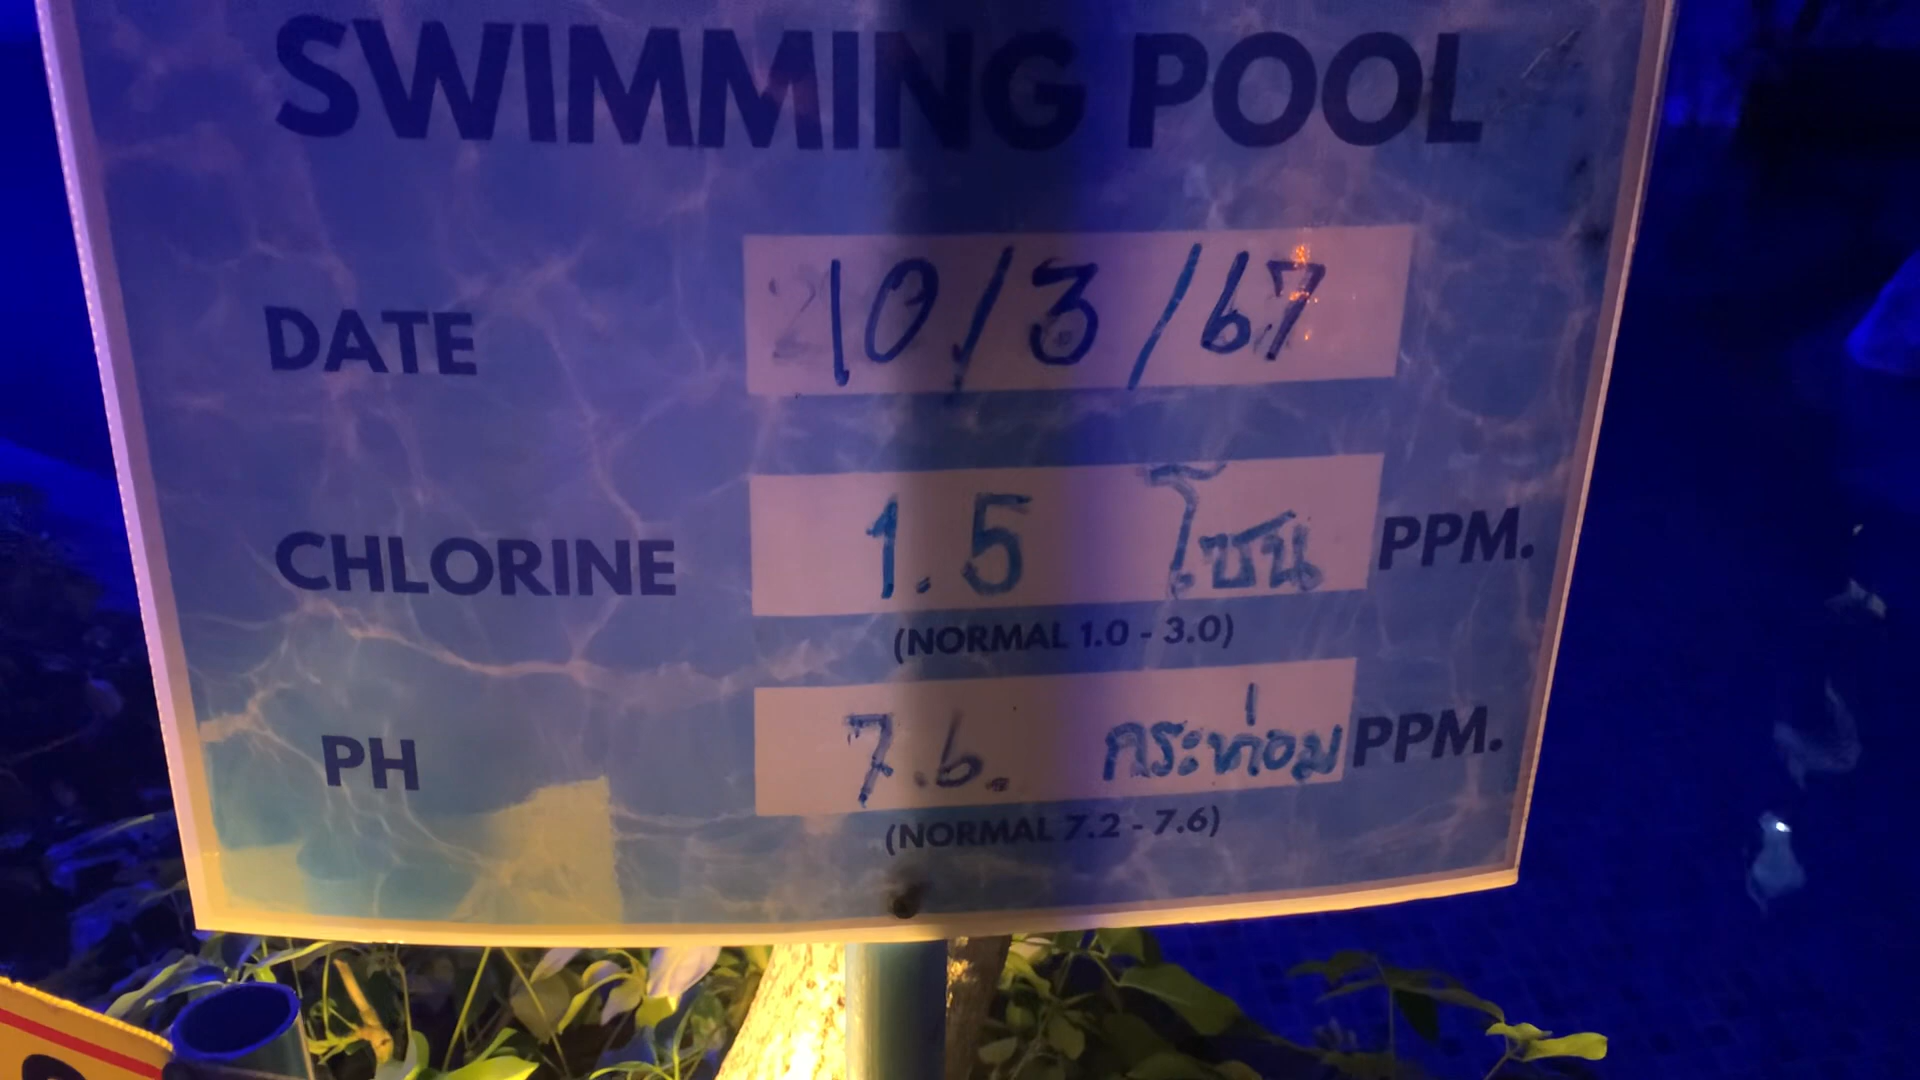 SWIMMING POOL
DATE 10/3/67
CHLORINE 1.5 โซน PPM.
(NORMAL 1.0 - 3.0)
PH 7.6. กระท่อม PPM.
(NORMAL 7.2 - 7.6)